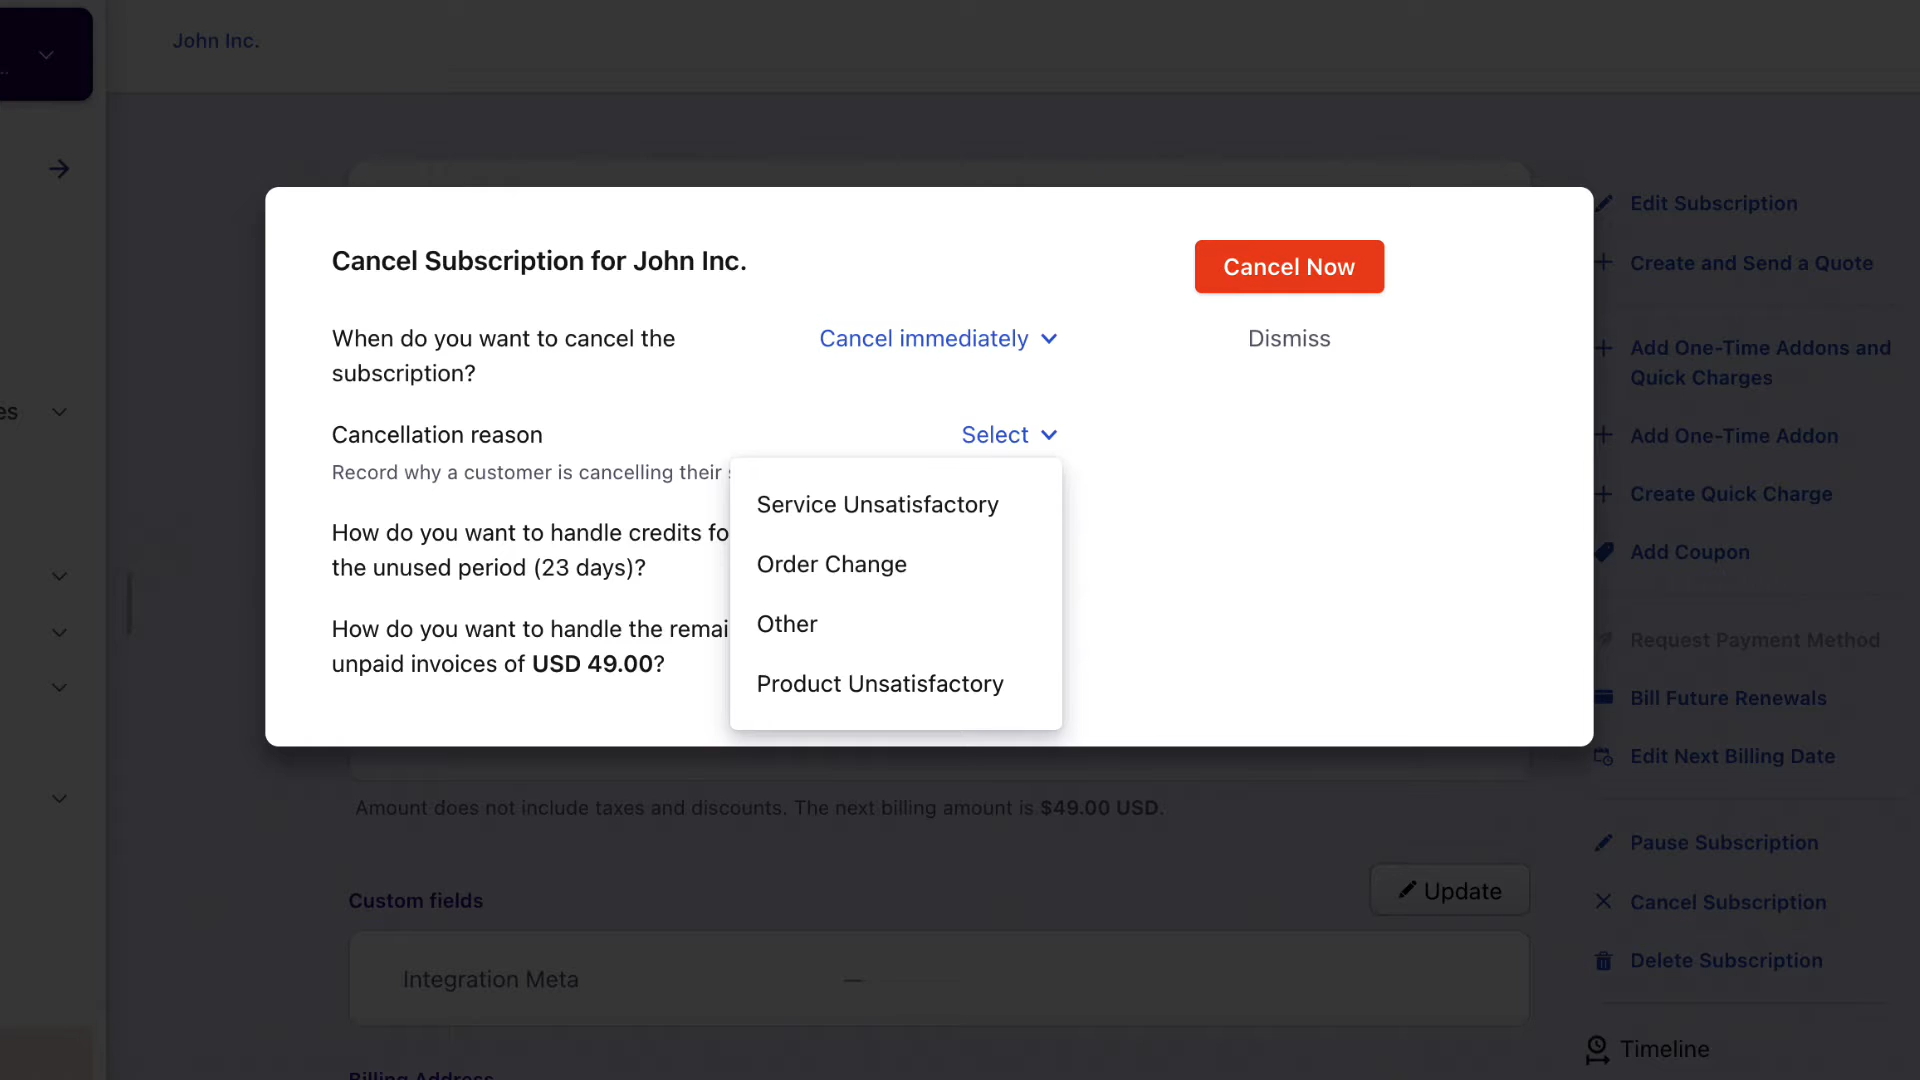 John Inc.
Cancel Subscription for John Inc.
Cancel Now
When do you want to cancel the
subscription?
Cancel immediately
Dismiss
Cancellation reason
Select
Record why a customer is cancelling their
Service Unsatisfactory
Order Change
Other
Product Unsatisfactory
How do you want to handle credits fo
the unused period (23 days)?
How do you want to handle the remai
unpaid invoices of USD 49.00?
Amount does not include taxes and discounts. The next billing amount is $49.00 USD.
Custom fields
Update
Integration Meta
—
Billing Address
es
Edit Subscription
Create and Send a Quote
Add One-Time Addons and
Quick Charges
Add One-Time Addon
Create Quick Charge
Add Coupon
Request Payment Method
Bill Future Renewals
Edit Next Billing Date
Pause Subscription
Cancel Subscription
Delete Subscription
Timeline